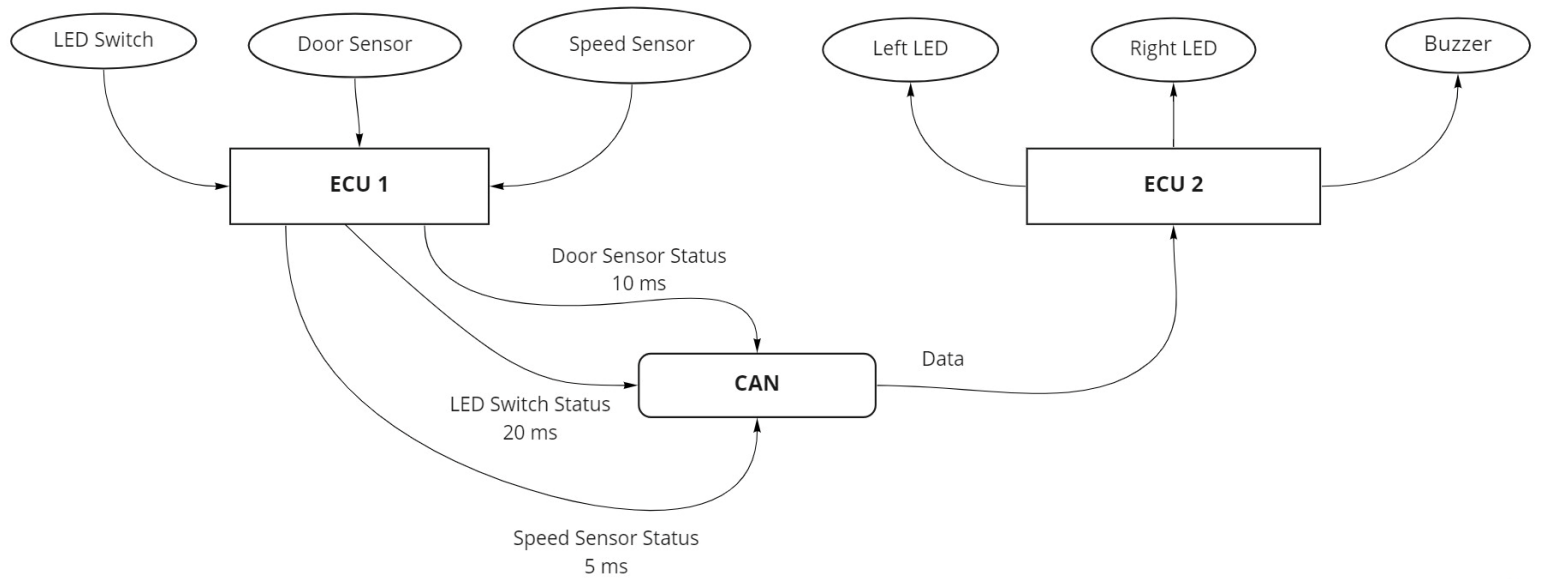 LED Switch
Door Sensor
Speed Sensor
Left LED
Right LED
Buzzer
ECU 1
ECU 2
Door Sensor Status
10 ms
Data
CAN
LED Switch Status
20 ms
Speed Sensor Status
5 ms